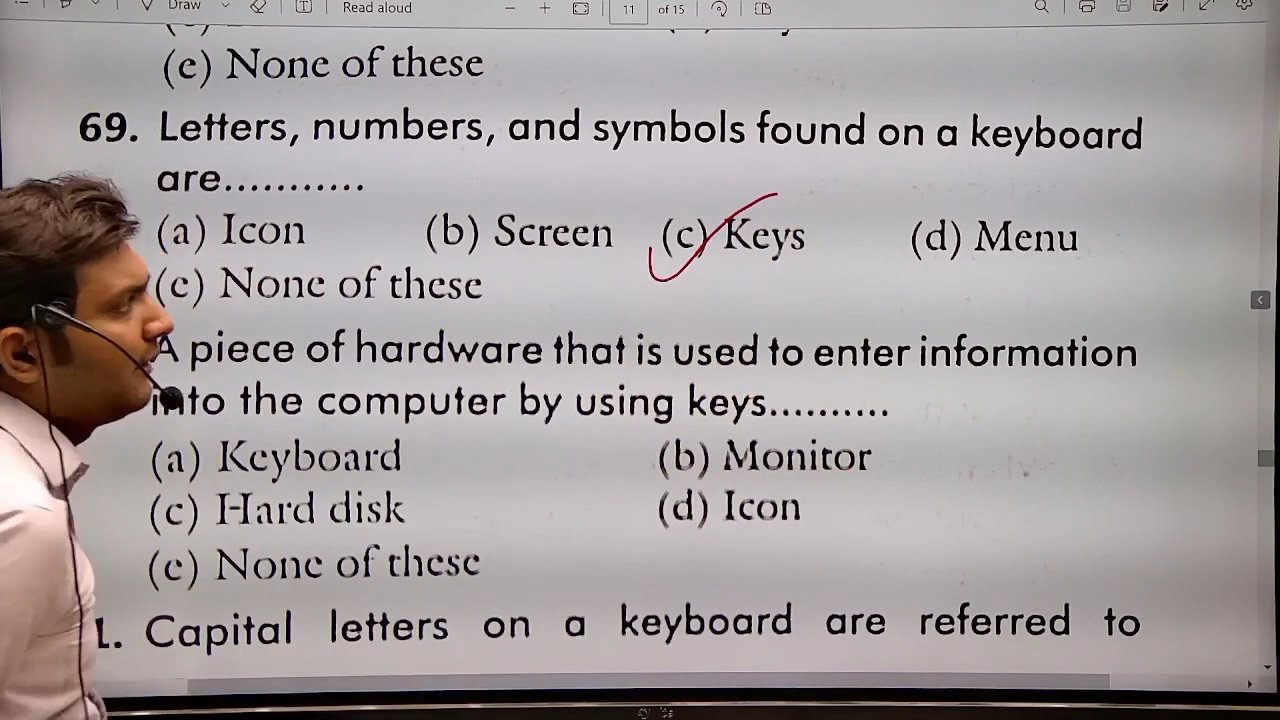 Draw
Read aloud
11 of 15
(e) None of these
69. Letters, numbers, and symbols found on a keyboard
are...........
(a) Icon (b) Screen (c) Keys (d) Menu
(e) None of these
A piece of hardware that is used to enter information
into the computer by using keys..........
(a) Keyboard (b) Monitor
(c) Hard disk (d) Icon
(e) None of these
1. Capital letters on a keyboard are referred to